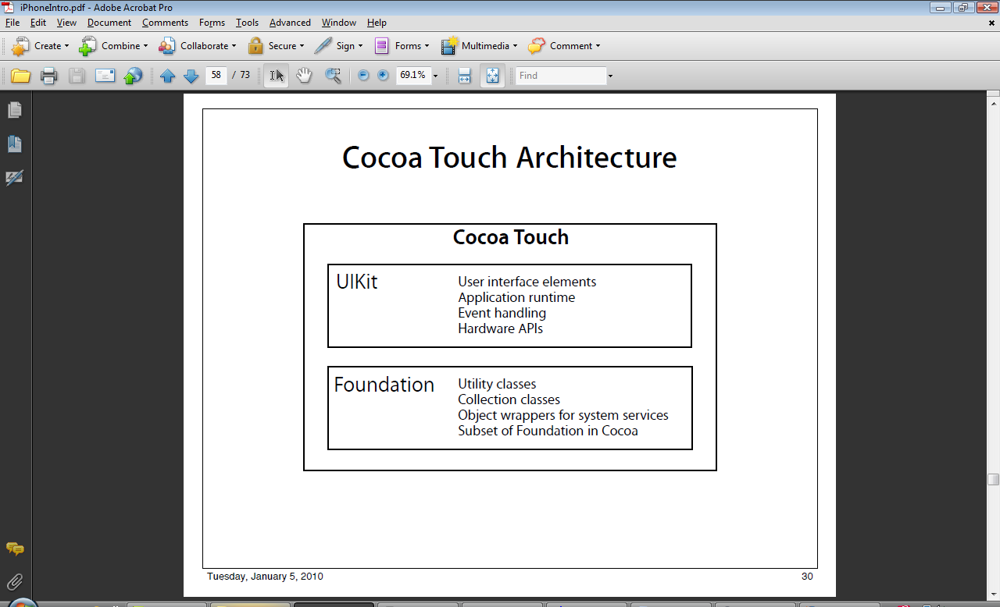 iPhoneIntro.pdf - Adobe Acrobat Pro
File Edit View Document Comments Forms Tools Advanced Window Help
Create Combine Collaborate Secure Sign Forms Multimedia Comment
58 / 73 69.1% Find
Cocoa Touch Architecture
Cocoa Touch
UIKit
User interface elements
Application runtime
Event handling
Hardware APIs
Foundation
Utility classes
Collection classes
Object wrappers for system services
Subset of Foundation in Cocoa
Tuesday, January 5, 2010 30